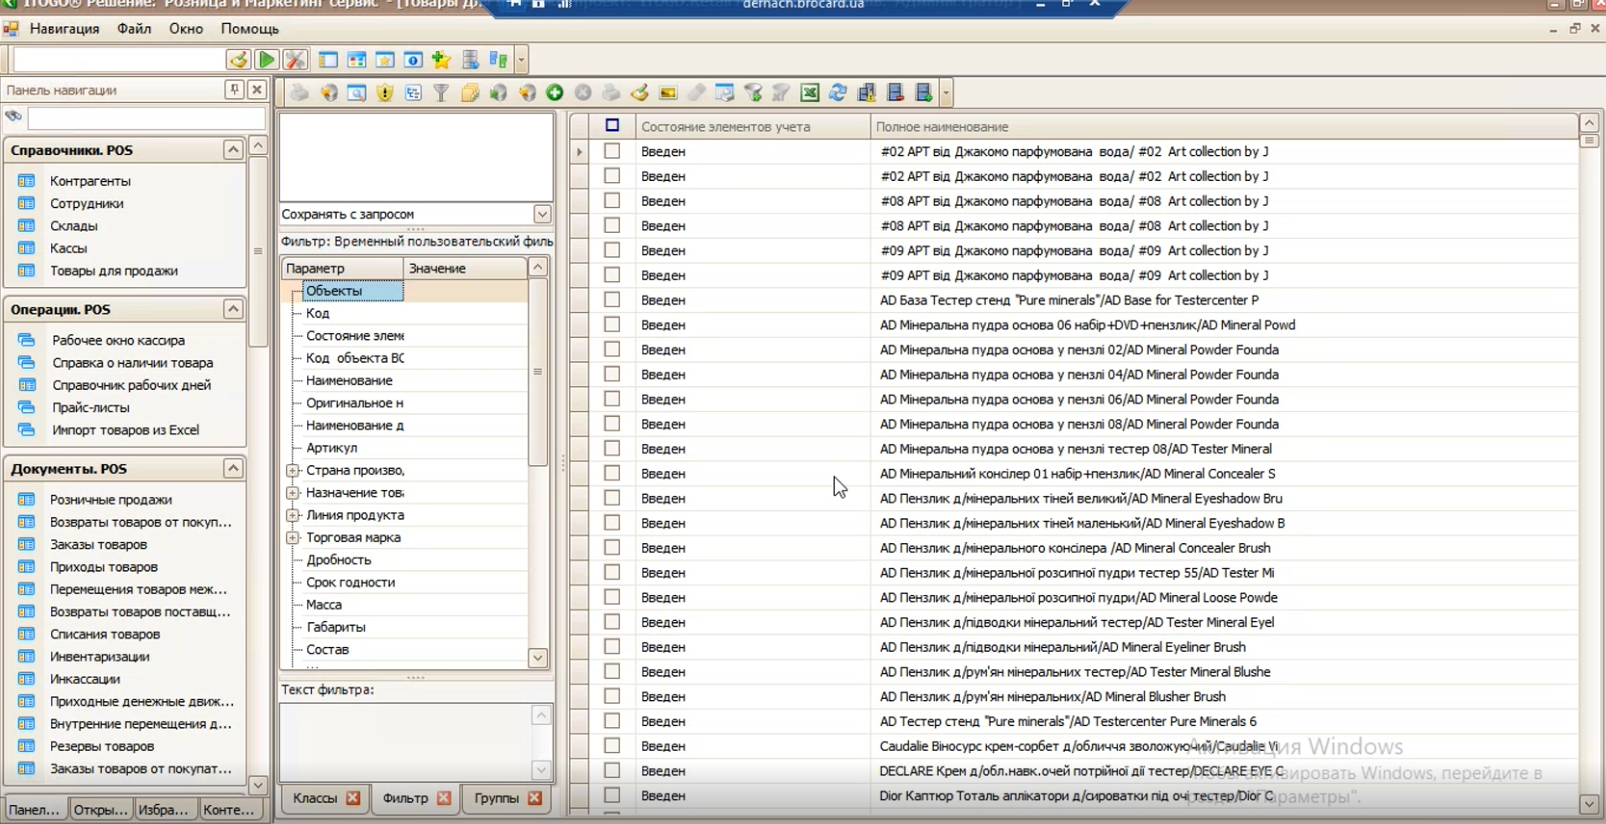 ITOGO® Решение: "Розница и Маркетинг сервис" - [Товары д
dernach.brocard.ua
Навигация Файл Окно Помощь
Панель навигации
Справочники. POS
Контрагенты
Сотрудники
Склады
Кассы
Товары для продажи
Операции. POS
Рабочее окно кассира
Справка о наличии товара
Справочник рабочих дней
Прайс-листы
Импорт товаров из Excel
Документы. POS
Розничные продажи
Возвраты товаров от покуп...
Заказы товаров
Приходы товаров
Перемещения товаров меж...
Возвраты товаров поставщ...
Списания товаров
Инвентаризации
Инкассации
Приходные денежные движ...
Внутренние перемещения д...
Резервы товаров
Заказы товаров от покупат...
Панел... Откры... Избра... Конте...
Сохранять с запросом
Фильтр: Временный пользовательский филь
Параметр Значение
Объекты
Код
Состояние элеме
Код объекта ВС
Наименование
Оригинальное н
Наименование д
Артикул
Страна произво,
Назначение това
Линия продукта
Торговая марка
Дробность
Срок годности
Масса
Габариты
Состав
Текст фильтра:
Классы Фильтр Группы
Состояние элементов учета Полное наименование
Введен #02 АРТ від Джакомо парфумована вода/ #02 Art collection by J
Введен #02 АРТ від Джакомо парфумована вода/ #02 Art collection by J
Введен #08 АРТ від Джакомо парфумована вода/ #08 Art collection by J
Введен #08 АРТ від Джакомо парфумована вода/ #08 Art collection by J
Введен #09 АРТ від Джакомо парфумована вода/ #09 Art collection by J
Введен #09 АРТ від Джакомо парфумована вода/ #09 Art collection by J
Введен AD База Тестер стенд "Pure minerals"/AD Base for Testercenter P
Введен AD Мінеральна пудра основа 06 набір+DVD+пензлик/AD Mineral Powd
Введен AD Мінеральна пудра основа у пензлі 02/AD Mineral Powder Founda
Введен AD Мінеральна пудра основа у пензлі 04/AD Mineral Powder Founda
Введен AD Мінеральна пудра основа у пензлі 06/AD Mineral Powder Founda
Введен AD Мінеральна пудра основа у пензлі 08/AD Mineral Powder Founda
Введен AD Мінеральна пудра основа у пензлі тестер 08/AD Tester Mineral
Введен AD Мінеральний консілер 01 набір+пензлик/AD Mineral Concealer S
Введен AD Пензлик д/мінеральних тіней великий/AD Mineral Eyeshadow Bru
Введен AD Пензлик д/мінеральних тіней маленький/AD Mineral Eyeshadow B
Введен AD Пензлик д/мінерального консілера /AD Mineral Concealer Brush
Введен AD Пензлик д/мінеральної розсипної пудри тестер 55/AD Tester Mi
Введен AD Пензлик д/мінеральної розсипної пудри/AD Mineral Loose Powde
Введен AD Пензлик д/підводки мінеральний тестер/AD Tester Mineral Eyel
Введен AD Пензлик д/підводки мінеральний/AD Mineral Eyeliner Brush
Введен AD Пензлик д/рум'ян мінеральних тестер/AD Tester Mineral Blushe
Введен AD Пензлик д/рум'ян мінеральних/AD Mineral Blusher Brush
Введен AD Тестер стенд "Pure minerals"/AD Testercenter Pure Minerals 6
Введен Caudalie Віносурс крем-сорбет д/обличчя зволожуючий/Caudalie Vi
Введен DECLARE Крем д/обл.навк.очей потрійної дії тестер/DECLARE EYE C
Введен Dior Каптюр Тоталь аплікатори д/сироватки під очі тестер/Dior C
Активация Windows
Чтобы активировать Windows, перейдите в
раздел "Параметры".